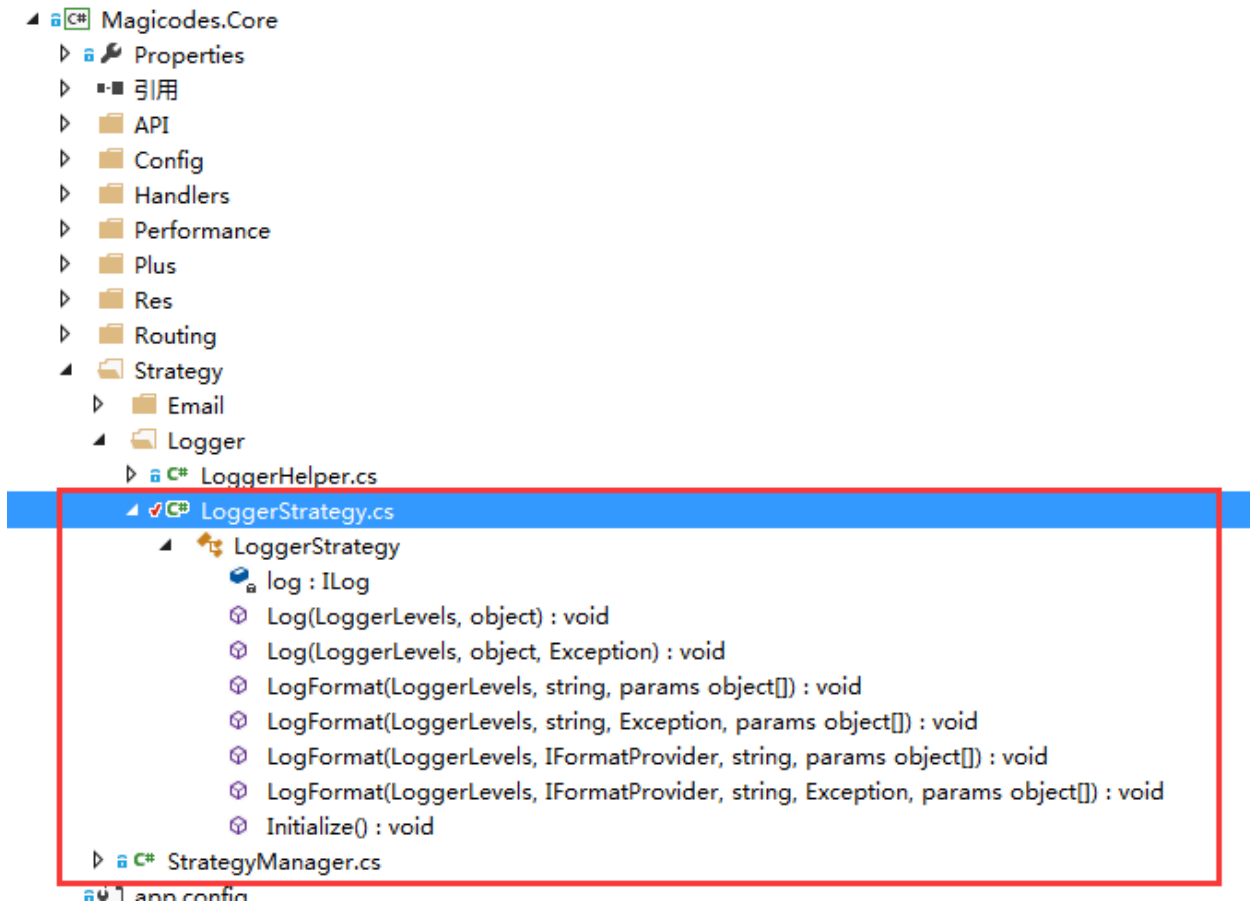 C# Magicodes.Core
Properties
引用
API
Config
Handlers
Performance
Plus
Res
Routing
Strategy
Email
Logger
C# LoggerHelper.cs
C# LoggerStrategy.cs
LoggerStrategy
log : ILog
Log(LoggerLevels, object) : void
Log(LoggerLevels, object, Exception) : void
LogFormat(LoggerLevels, string, params object[]) : void
LogFormat(LoggerLevels, string, Exception, params object[]) : void
LogFormat(LoggerLevels, IFormatProvider, string, params object[]) : void
LogFormat(LoggerLevels, IFormatProvider, string, Exception, params object[]) : void
Initialize() : void
C# StrategyManager.cs
app.config